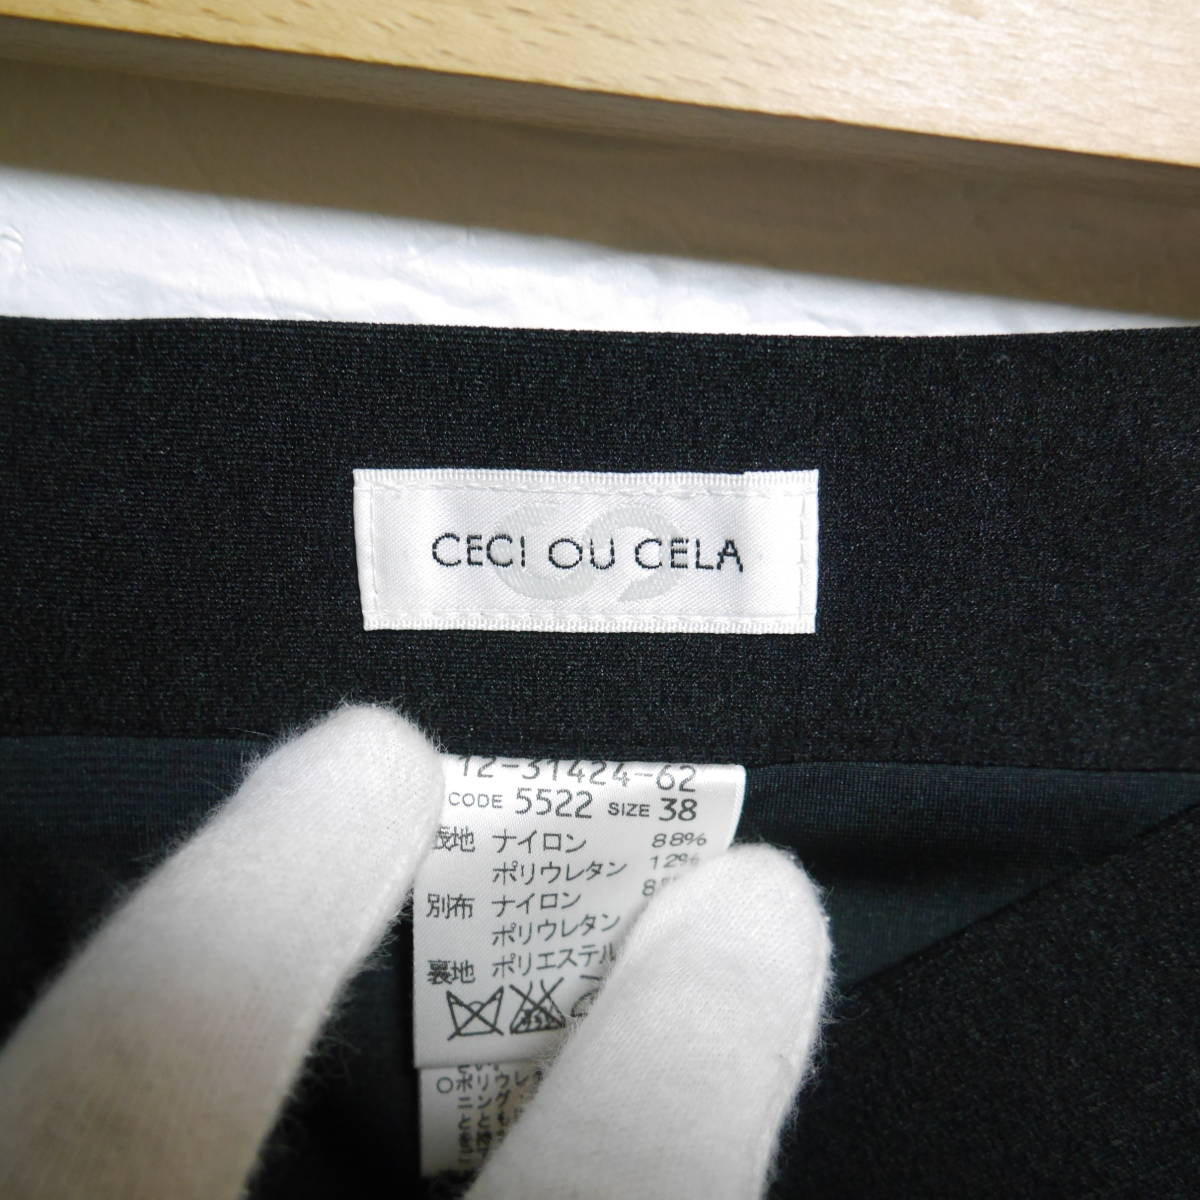 CECI OU CELA
12-31424-62
CODE 5522 SIZE 38
表地 ナイロン 88%
ポリウレタン 12%
別布 ナイロン
ポリウレタン
裏地 ポリエステル